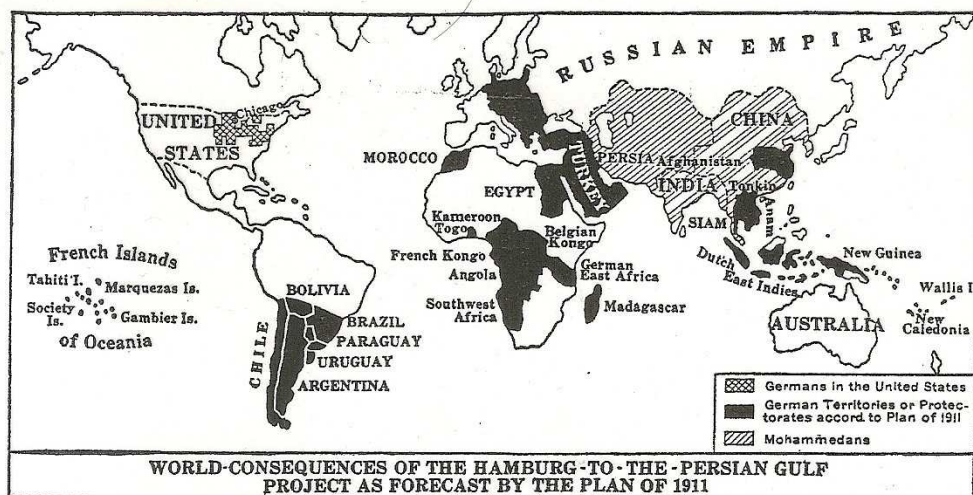 RUSSIAN EMPIRE
Chicago
UNITED
STATES
CHINA
MOROCCO
TURKEY
PERSIA
Afghanistan
EGYPT
INDIA
Tonkin
SIAM
Anam
Kameroon
Togo
Belgian
Kongo
French Kongo
German
East Africa
Angola
Southwest
Africa
Madagascar
Dutch
East Indies
New Guinea
Wallis I
New
Caledonia
AUSTRALIA
French Islands
Tahiti I.
Marquezas Is.
Society
Is.
Gambier Is.
of Oceania
BOLIVIA
BRAZIL
PARAGUAY
CHILE
URUGUAY
ARGENTINA
Germans in the United States
German Territories or Protec-
torates accord. to Plan of 1911
Mohammedans
WORLD-CONSEQUENCES OF THE HAMBURG-TO-THE-PERSIAN GULF
PROJECT AS FORECAST BY THE PLAN OF 1911